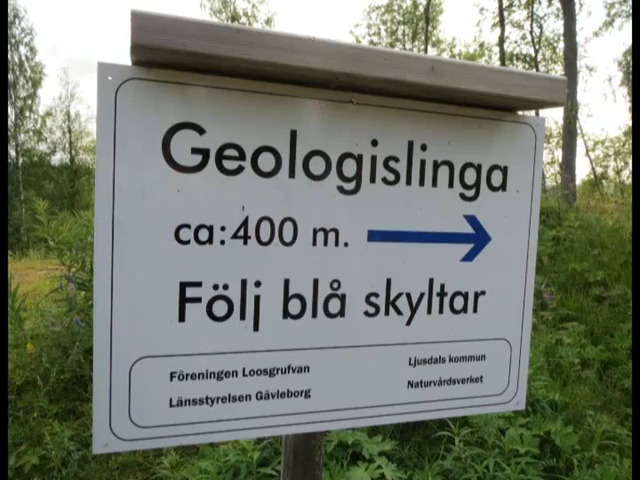 Geologislinga
ca:400 m.
Följ blå skyltar
Föreningen Loosgrufvan
Länsstyrelsen Gävleborg
Ljusdals kommun
Naturvårdsverket